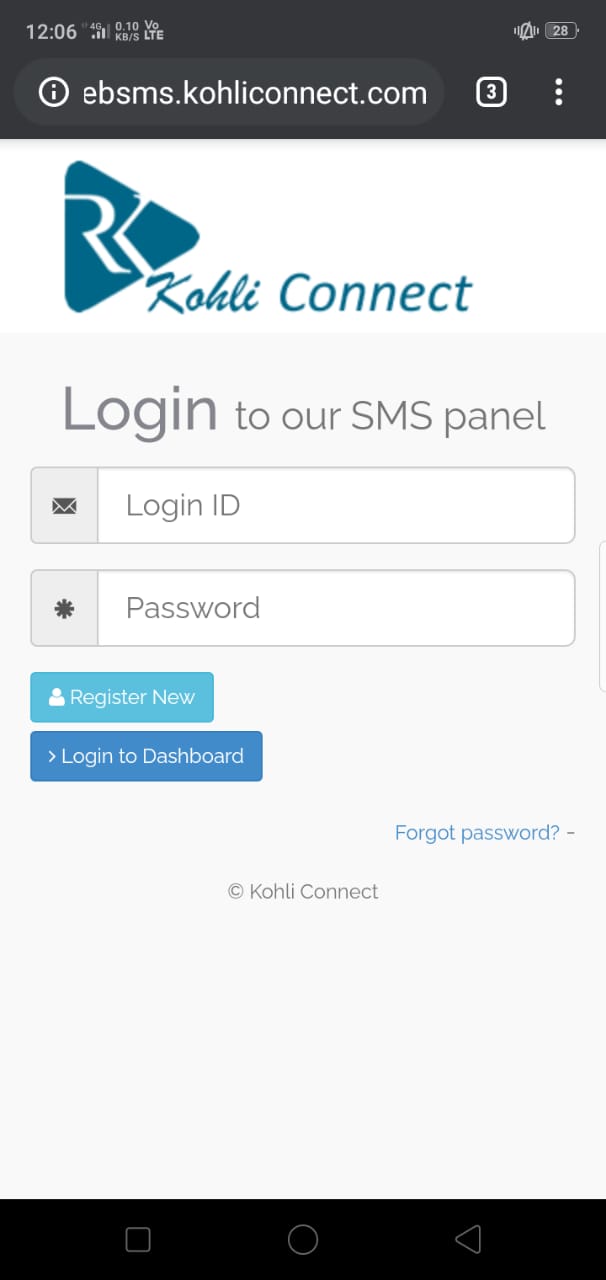 12:06 4G 0.10 KB/S Vo LTE 28
ebsms.kohliconnect.com 3
RK
Kohli Connect
Login to our SMS panel
Login ID
Password
Register New
> Login to Dashboard
Forgot password? -
© Kohli Connect